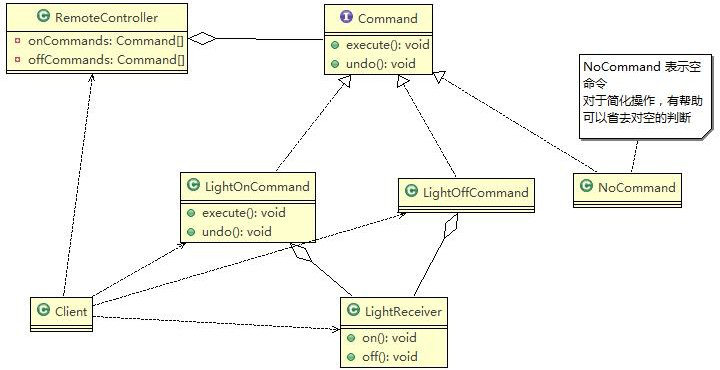 RemoteController
onCommands: Command[]
offCommands: Command[]
Command
execute(): void
undo(): void
NoCommand 表示空
命令
对于简化操作，有帮助
可以省去对空的判断
LightOnCommand
execute(): void
undo(): void
LightOffCommand
NoCommand
Client
LightReceiver
on(): void
off(): void